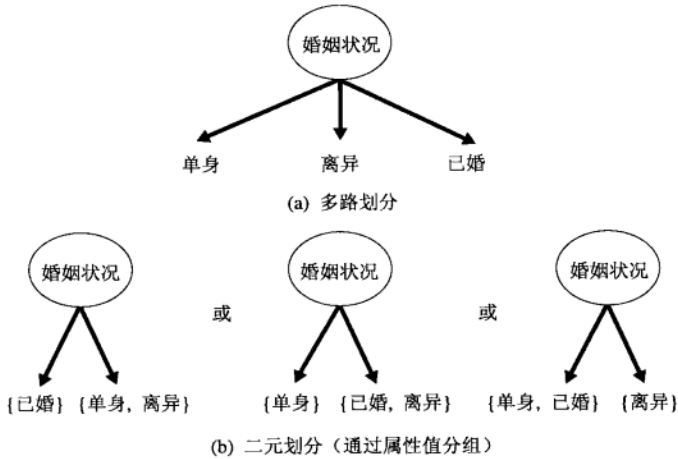 婚姻状况
单身 离异 已婚
(a) 多路划分
婚姻状况 或 婚姻状况 或 婚姻状况
{已婚} {单身, 离异} {单身} {已婚, 离异} {单身, 已婚} {离异}
(b) 二元划分（通过属性值分组）